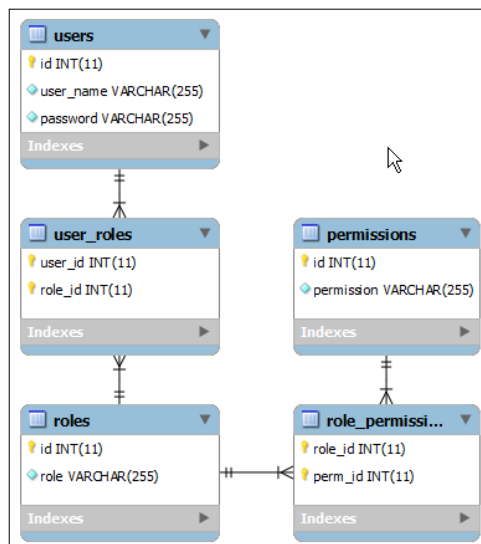 users
id INT(11)
user_name VARCHAR(255)
password VARCHAR(255)
Indexes
user_roles
user_id INT(11)
role_id INT(11)
Indexes
permissions
id INT(11)
permission VARCHAR(255)
Indexes
roles
id INT(11)
role VARCHAR(255)
Indexes
role_permissi...
role_id INT(11)
perm_id INT(11)
Indexes